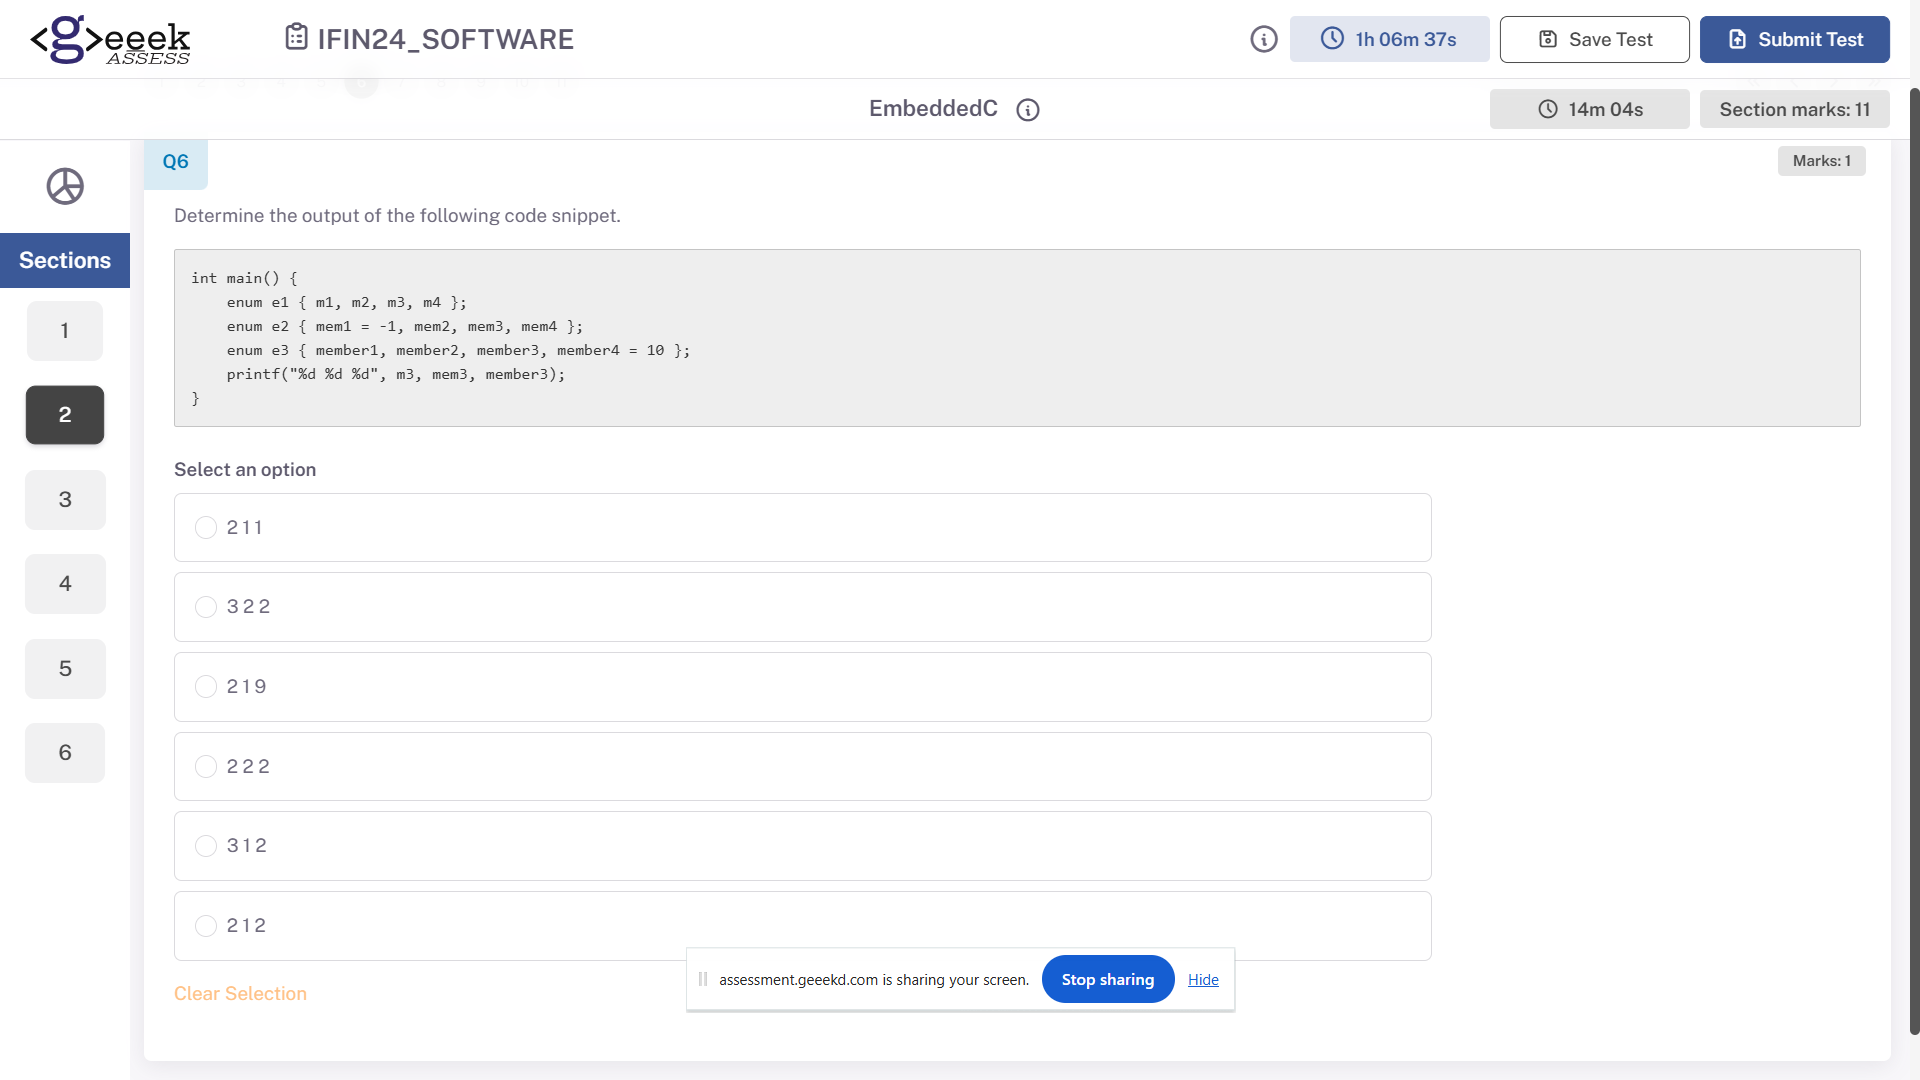 <geeek
ASSESS
IFIN24_SOFTWARE
1h 06m 37s
Save Test
Submit Test
EmbeddedC
14m 04s
Section marks: 11
Q6
Marks: 1
Determine the output of the following code snippet.
int main() {
    enum e1 { m1, m2, m3, m4 };
    enum e2 { mem1 = -1, mem2, mem3, mem4 };
    enum e3 { member1, member2, member3, member4 = 10 };
    printf("%d %d %d", m3, mem3, member3);
}
Sections
1
2
3
4
5
6
Select an option
2 1 1
3 2 2
2 1 9
2 2 2
3 1 2
2 1 2
Clear Selection
assessment.geeekd.com is sharing your screen.
Stop sharing
Hide